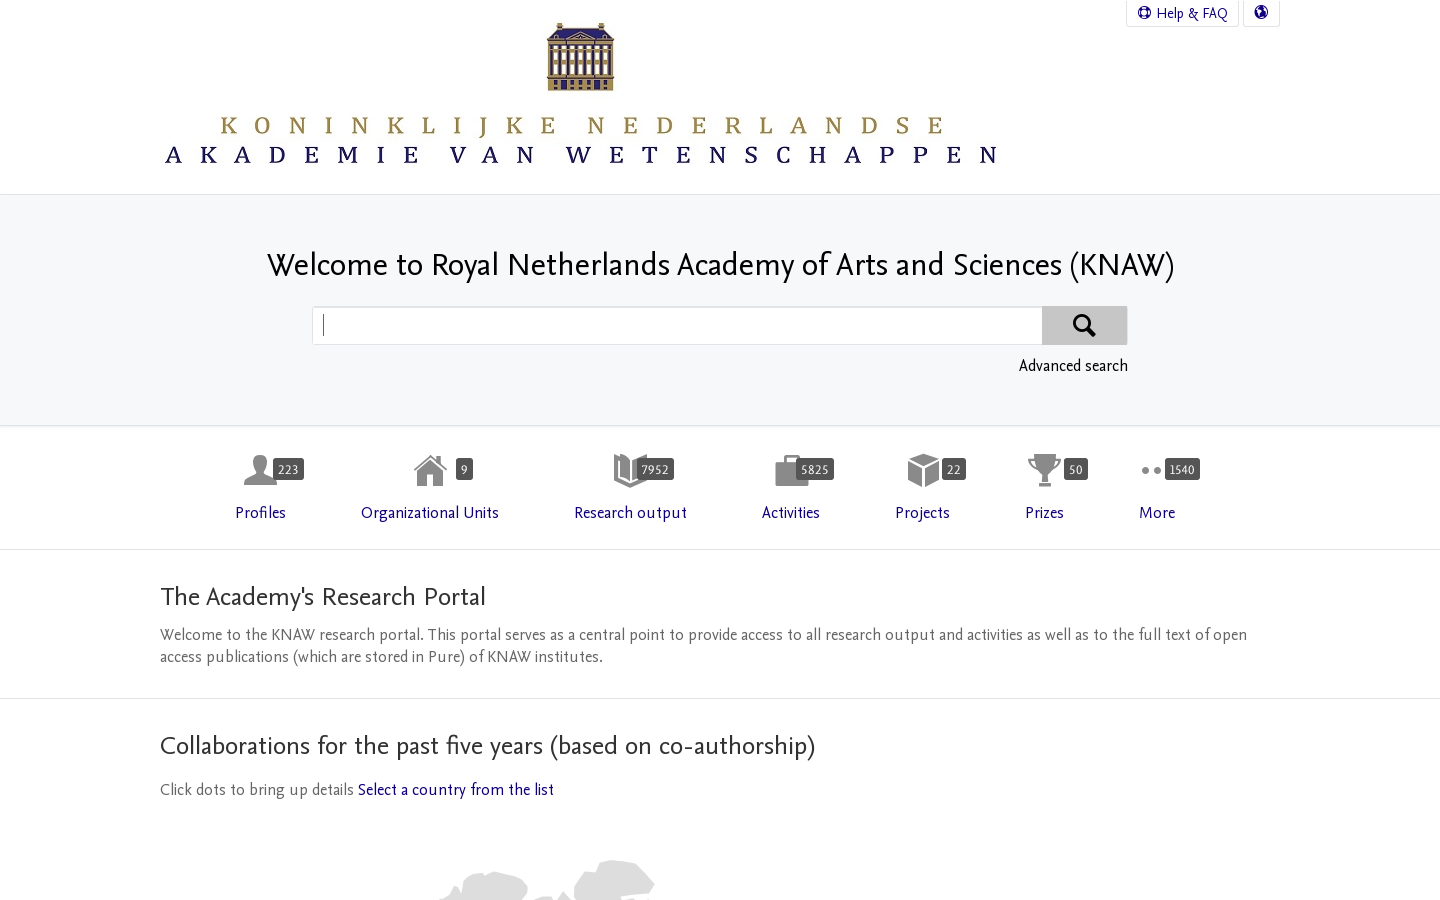 Help & FAQ
KONINKLIJKE NEDERLANDSE
AKADEMIE VAN WETENSCHAPPEN
Welcome to Royal Netherlands Academy of Arts and Sciences (KNAW)
Advanced search
223
9
7952
5825
22
50
1540
Profiles
Organizational Units
Research output
Activities
Projects
Prizes
More
The Academy's Research Portal
Welcome to the KNAW research portal. This portal serves as a central point to provide access to all research output and activities as well as to the full text of open
access publications (which are stored in Pure) of KNAW institutes.
Collaborations for the past five years (based on co-authorship)
Click dots to bring up details Select a country from the list